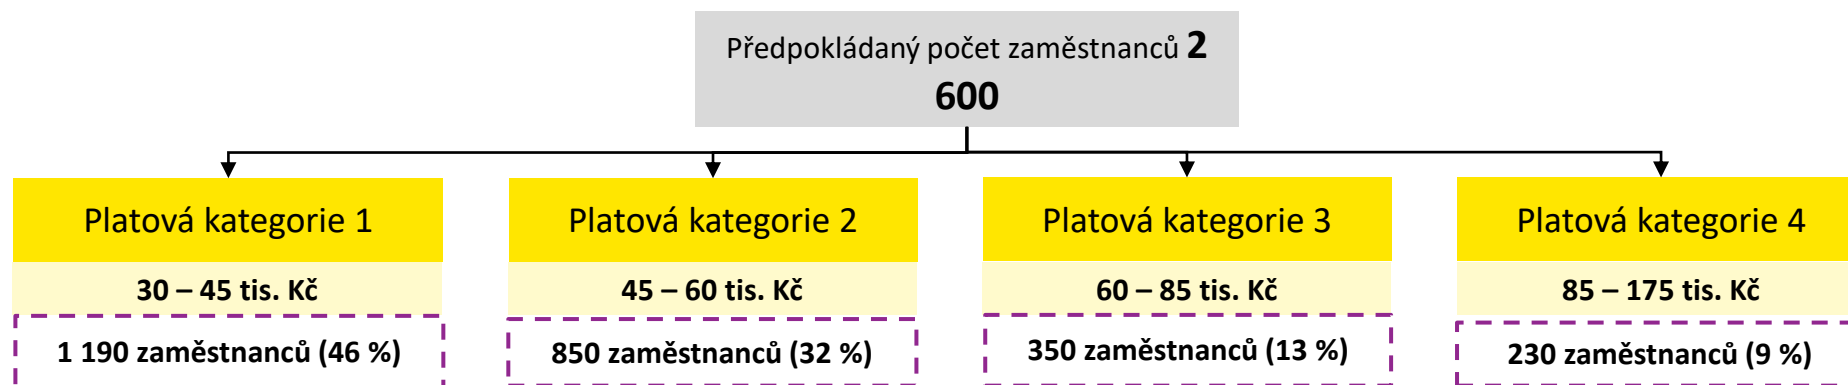 Předpokládaný počet zaměstnanců 2
600
Platová kategorie 1
Platová kategorie 2
Platová kategorie 3
Platová kategorie 4
30 – 45 tis. Kč
45 – 60 tis. Kč
60 – 85 tis. Kč
85 – 175 tis. Kč
1 190 zaměstnanců (46 %)
850 zaměstnanců (32 %)
350 zaměstnanců (13 %)
230 zaměstnanců (9 %)